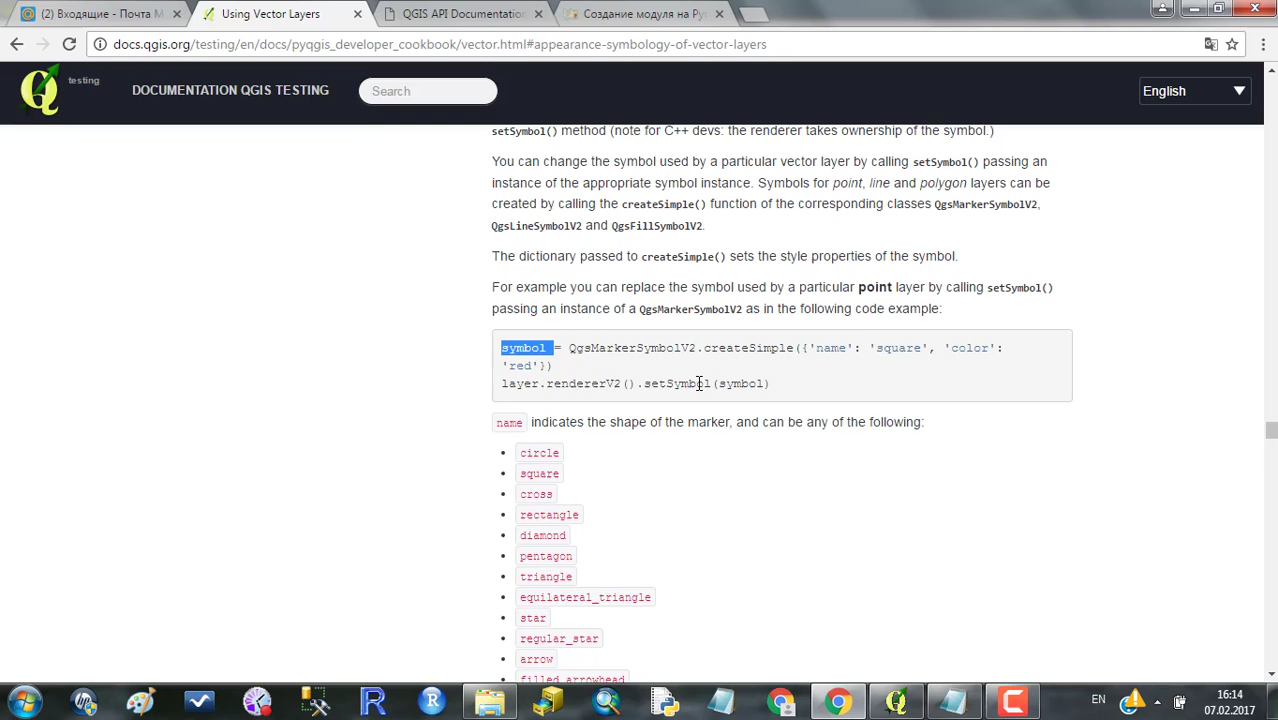 (2) Входящие - Почта М
Using Vector Layers
QGIS API Documentation
Создание модуля на Ру
docs.qgis.org/testing/en/docs/pyqgis_developer_cookbook/vector.html#appearance-symbology-of-vector-layers
testing
DOCUMENTATION QGIS TESTING
Search
English
setSymbol() method (note for C++ devs: the renderer takes ownership of the symbol.)
You can change the symbol used by a particular vector layer by calling setSymbol() passing an
instance of the appropriate symbol instance. Symbols for point, line and polygon layers can be
created by calling the createSimple() function of the corresponding classes QgsMarkerSymbolV2,
QgsLineSymbolV2 and QgsFillSymbolV2.
The dictionary passed to createSimple() sets the style properties of the symbol.
For example you can replace the symbol used by a particular point layer by calling setSymbol()
passing an instance of a QgsMarkerSymbolV2 as in the following code example:
symbol = QgsMarkerSymbolV2.createSimple({'name': 'square', 'color':
'red'})
layer.rendererV2().setSymbol(symbol)
name indicates the shape of the marker, and can be any of the following:
• circle
• square
• cross
• rectangle
• diamond
• pentagon
• triangle
• equilateral_triangle
• star
• regular_star
• arrow
filled_arrowhead
EN
16:14
07.02.2017